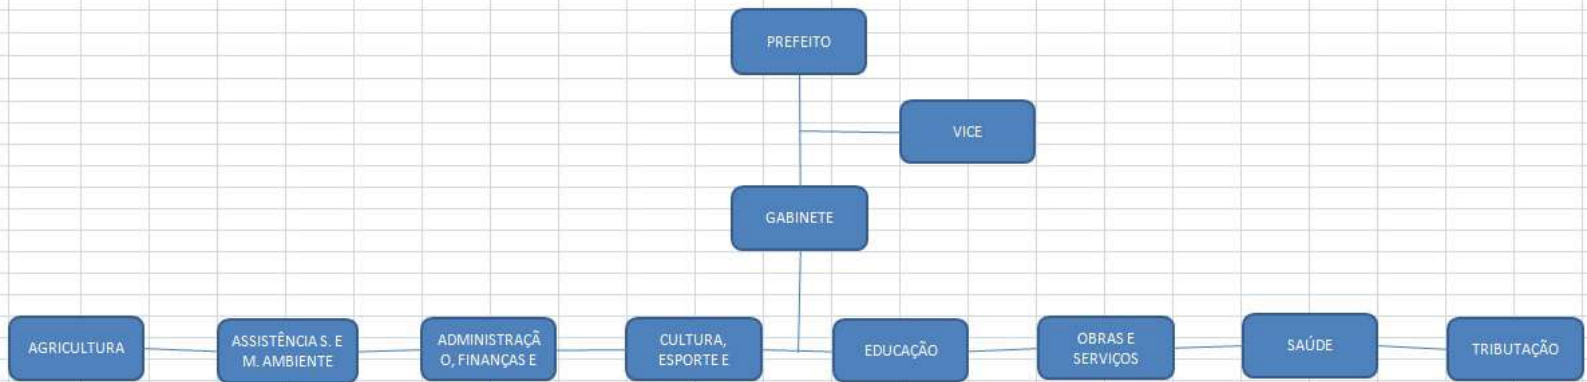 PREFEITO
VICE
GABINETE
AGRICULTURA
ASSISTÊNCIA S. E
M. AMBIENTE
ADMINISTRAÇÃ
O, FINANÇAS E
CULTURA,
ESPORTE E
EDUCAÇÃO
OBRAS E
SERVIÇOS
SAÚDE
TRIBUTAÇÃO